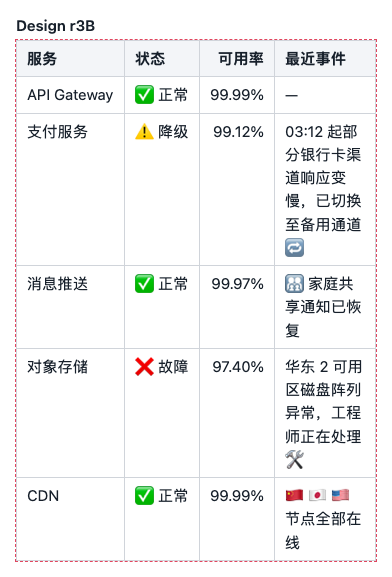 Design r3B
服务 状态 可用率 最近事件
API Gateway ✅ 正常 99.99% —
支付服务 ⚠️ 降级 99.12% 03:12 起部
分银行卡渠
道响应变
慢，已切换
至备用通道
🔁
消息推送 ✅ 正常 99.97% 👨‍👩‍👧‍👦 家庭共
享通知已恢
复
对象存储 ❌ 故障 97.40% 华东 2 可用
区磁盘阵列
异常，工程
师正在处理
🛠️
CDN ✅ 正常 99.99% 🇨🇳 🇯🇵 🇺🇸
节点全部在
线